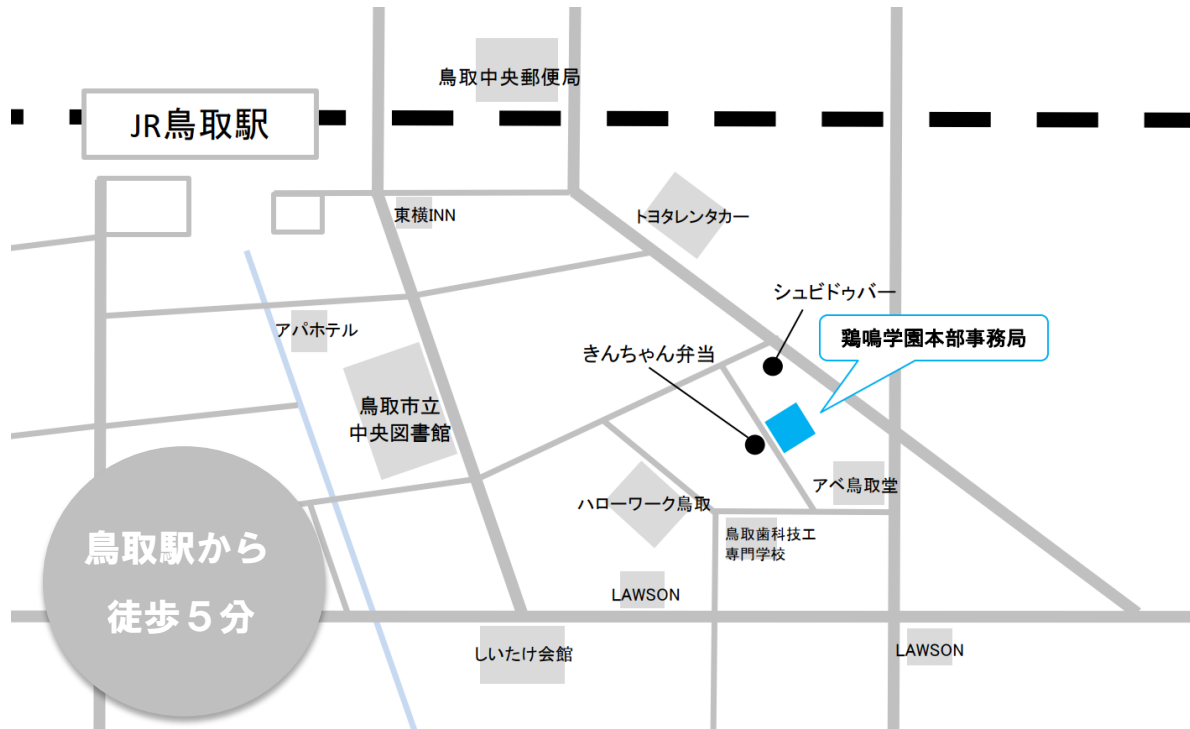 鳥取中央郵便局
JR鳥取駅
東横INN
トヨタレンタカー
シュビドゥバー
アパホテル
鶏鳴学園本部事務局
きんちゃん弁当
鳥取市立
中央図書館
アベ鳥取堂
ハローワーク鳥取
鳥取歯科技工
専門学校
鳥取駅から
徒歩5分
LAWSON
しいたけ会館
LAWSON